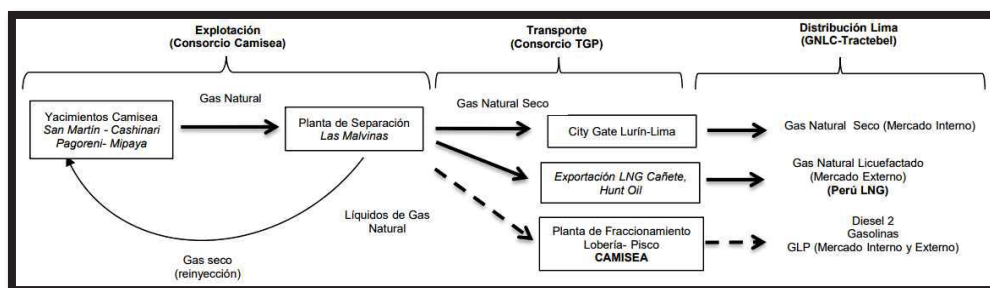 Explotación
(Consorcio Camisea)
Transporte
(Consorcio TGP)
Distribución Lima
(GNLC-Tractebel)
Gas Natural
Gas Natural Seco
Yacimientos Camisea
San Martín - Cashinari
Pagoreni- Mipaya
Planta de Separación
Las Malvinas
City Gate Lurín-Lima
Gas Natural Seco (Mercado Interno)
Exportación LNG Cañete,
Hunt Oil
Gas Natural Licuefactado
(Mercado Externo)
(Perú LNG)
Líquidos de Gas
Natural
Planta de Fraccionamiento
Lobería- Pisco
CAMISEA
Diesel 2
Gasolinas
GLP (Mercado Interno y Externo)
Gas seco
(reinyección)